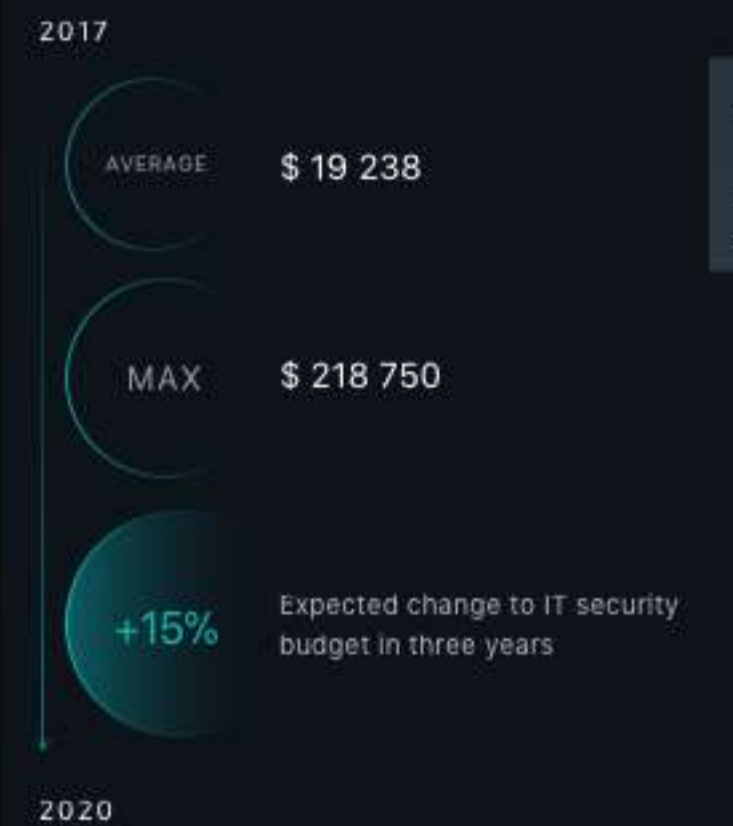 2017
AVERAGE
$ 19 238
MAX
$ 218 750
+15%
Expected change to IT security
budget in three years
2020